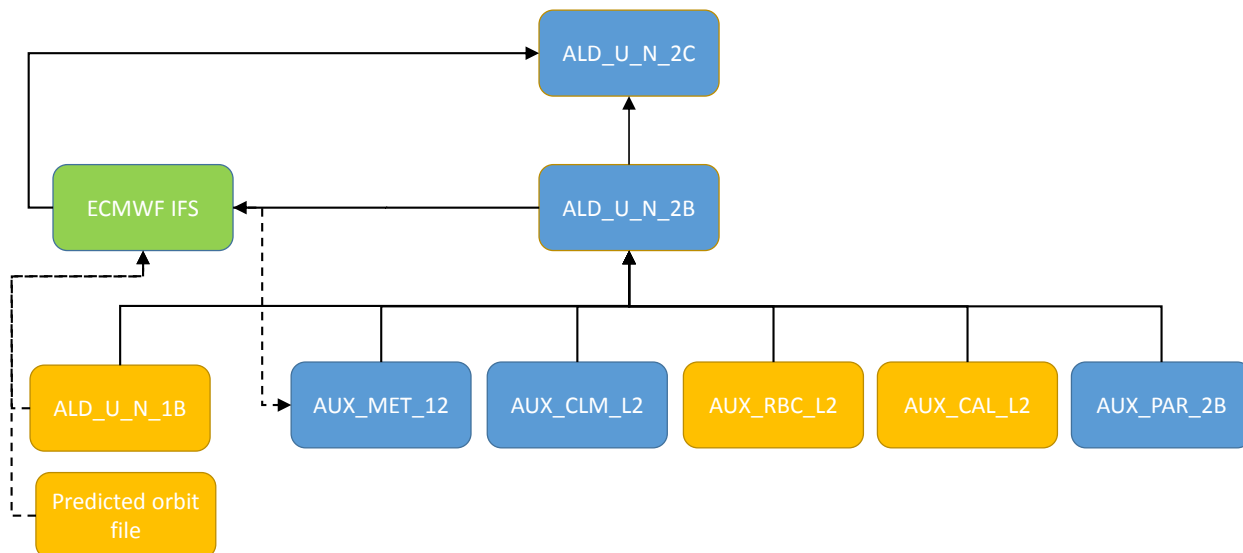 ALD_U_N_2C
ECMWF IFS
ALD_U_N_2B
ALD_U_N_1B
AUX_MET_12
AUX_CLM_L2
AUX_RBC_L2
AUX_CAL_L2
AUX_PAR_2B
Predicted orbit
file